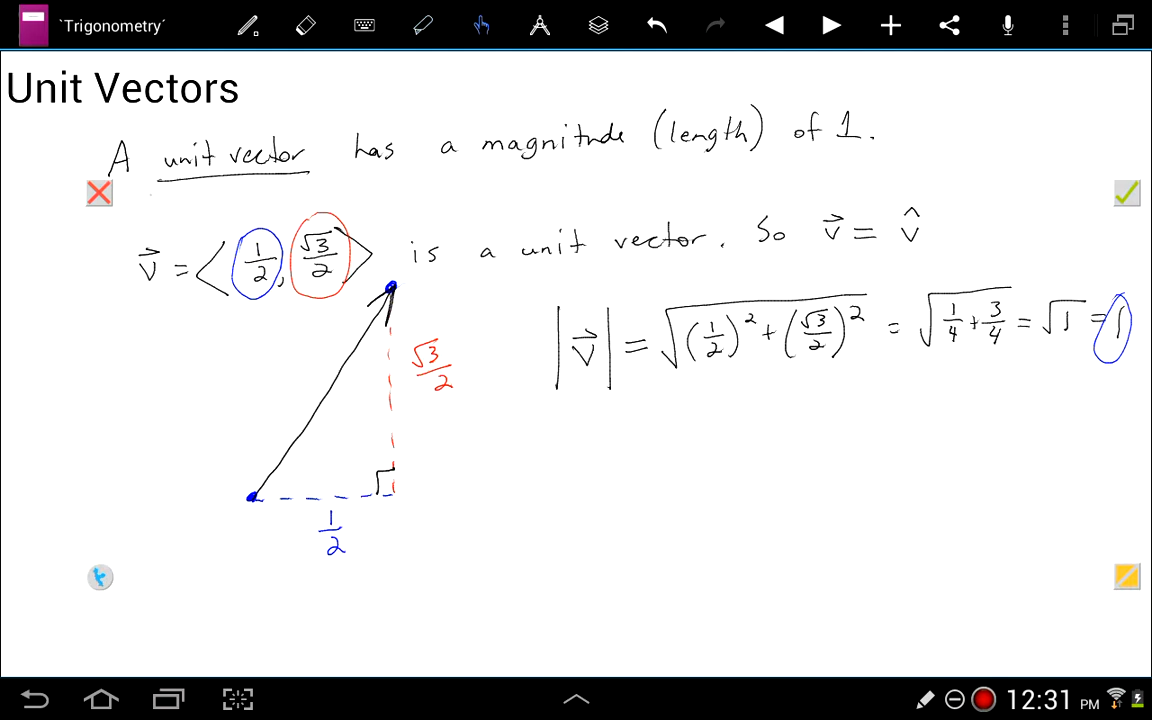 `Trigonometry´
Unit Vectors
A unit vector has a magnitude (length) of 1.
v⃗ = <1/2, √3/2> is a unit vector. So v⃗ = v̂
|v⃗| = √((1/2)² + (√3/2)²) = √(1/4 + 3/4) = √1 = 1
√3/2
1/2
12:31 PM